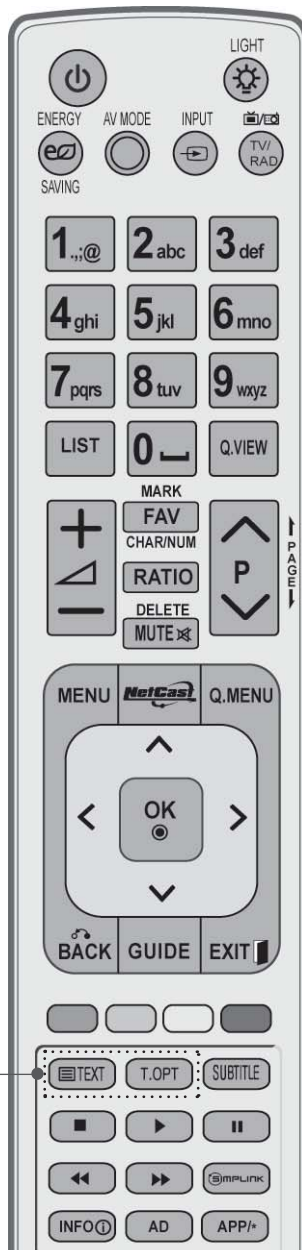 LIGHT
ENERGY AV MODE INPUT
TV/
RAD
SAVING
1.,;@ 2abc 3def
4ghi 5jkl 6mno
7pqrs 8tuv 9wxyz
LIST 0 Q.VIEW
MARK
FAV
CHAR/NUM
RATIO
P
PAGE
DELETE
MUTE
MENU NetCast Q.MENU
OK
BACK GUIDE EXIT
TEXT T.OPT SUBTITLE
SIMPLINK
INFO i AD APP/*